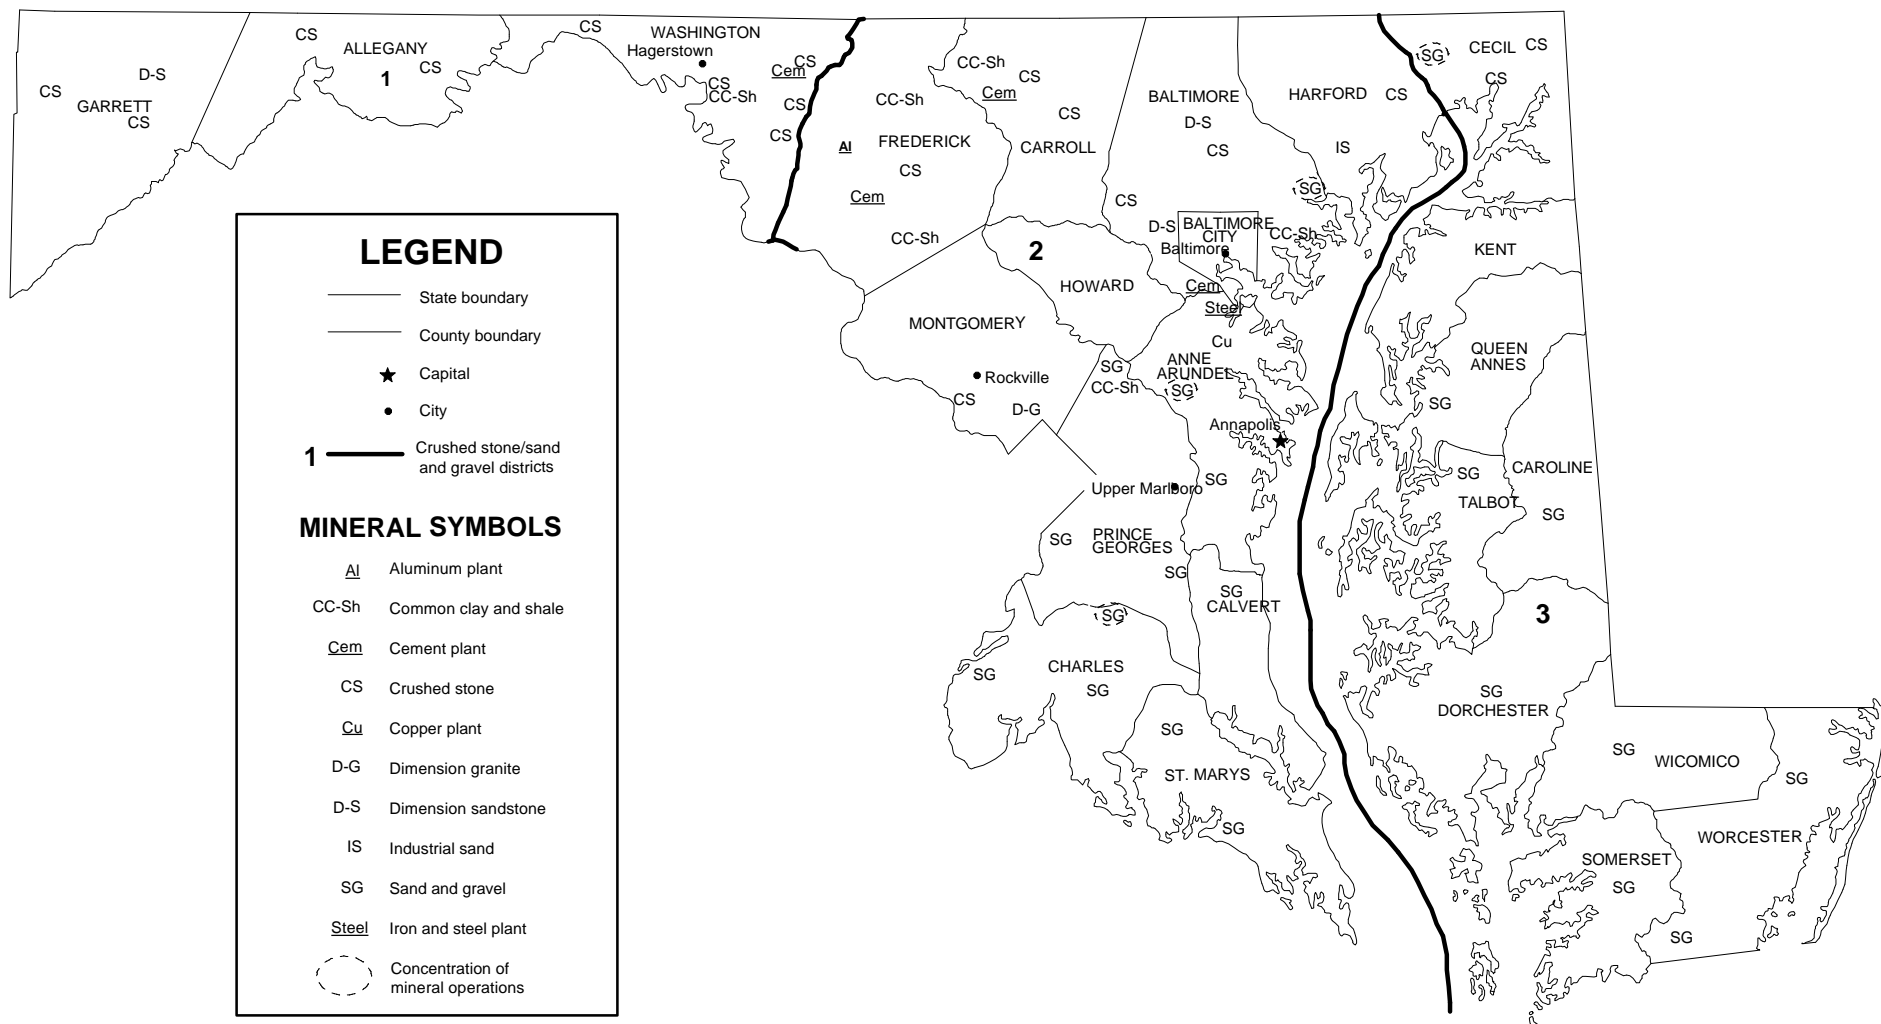 CS
ALLEGANY
1
CS
CS
WASHINGTON
Hagerstown
CS
CC-Sh
Cem
CS
CS
CS
D-S
CS
GARRETT
CS
CC-Sh
Al
FREDERICK
CS
Cem
CC-Sh
CC-Sh
CS
Cem
CS
CARROLL
BALTIMORE
D-S
CS
CS
D-S
BALTIMORE
CITY
Baltimore
CC-Sh
SG
HARFORD
CS
IS
SG
CECIL
CS
CS
KENT
2
HOWARD
MONTGOMERY
Rockville
CS
D-G
Cem
Steel
Cu
ANNE
ARUNDEL
SG
SG
CC-Sh
Annapolis
SG
Upper Marlboro
SG
PRINCE
GEORGES
SG
SG
CALVERT
SG
SG
CHARLES
SG
SG
ST. MARYS
SG
QUEEN
ANNES
SG
SG
TALBOT
CAROLINE
SG
3
SG
DORCHESTER
SG
WICOMICO
SG
WORCESTER
SOMERSET
SG
SG
LEGEND
State boundary
County boundary
Capital
City
1 Crushed stone/sand
and gravel districts
MINERAL SYMBOLS
Al Aluminum plant
CC-Sh Common clay and shale
Cem Cement plant
CS Crushed stone
Cu Copper plant
D-G Dimension granite
D-S Dimension sandstone
IS Industrial sand
SG Sand and gravel
Steel Iron and steel plant
Concentration of
mineral operations